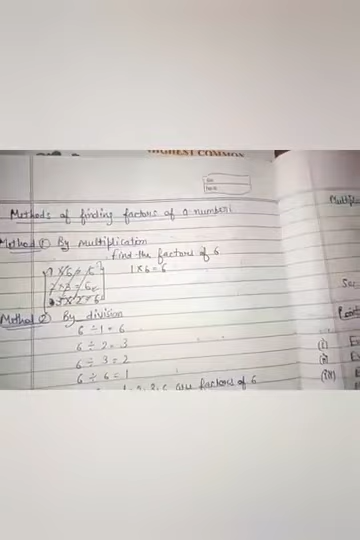 HIGHEST COMMON
Methods of finding factors of a number:
Method ① By multiplication
Find the factors of 6
1 × 6 = 6
Method ② By division
6 ÷ 1 = 6
6 ÷ 2 = 3
6 ÷ 3 = 2
6 ÷ 6 = 1
are factors of 6
(i)
(ii)
(iii)